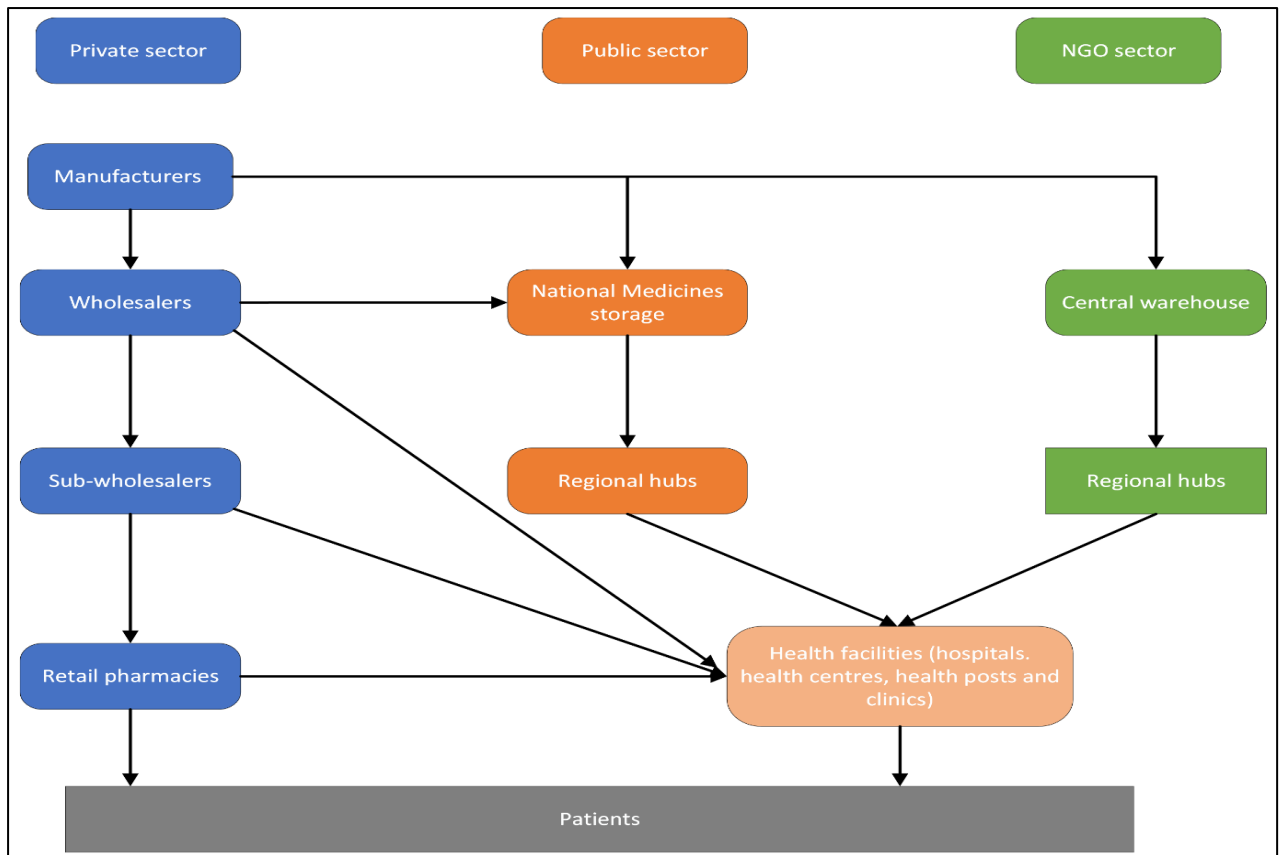 Private sector
Public sector
NGO sector
Manufacturers
Wholesalers
National Medicines
storage
Central warehouse
Sub-wholesalers
Regional hubs
Regional hubs
Retail pharmacies
Health facilities (hospitals.
health centres, health posts and
clinics)
Patients